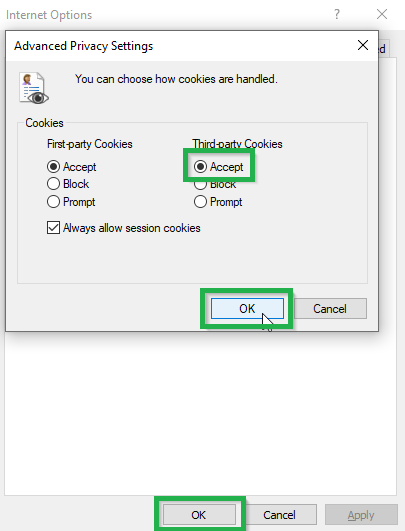 Internet Options
Advanced Privacy Settings
ed
You can choose how cookies are handled.
Cookies
First-party Cookies Third-party Cookies
Accept Accept
Block Block
Prompt Prompt
Always allow session cookies
OK Cancel
OK Cancel Apply